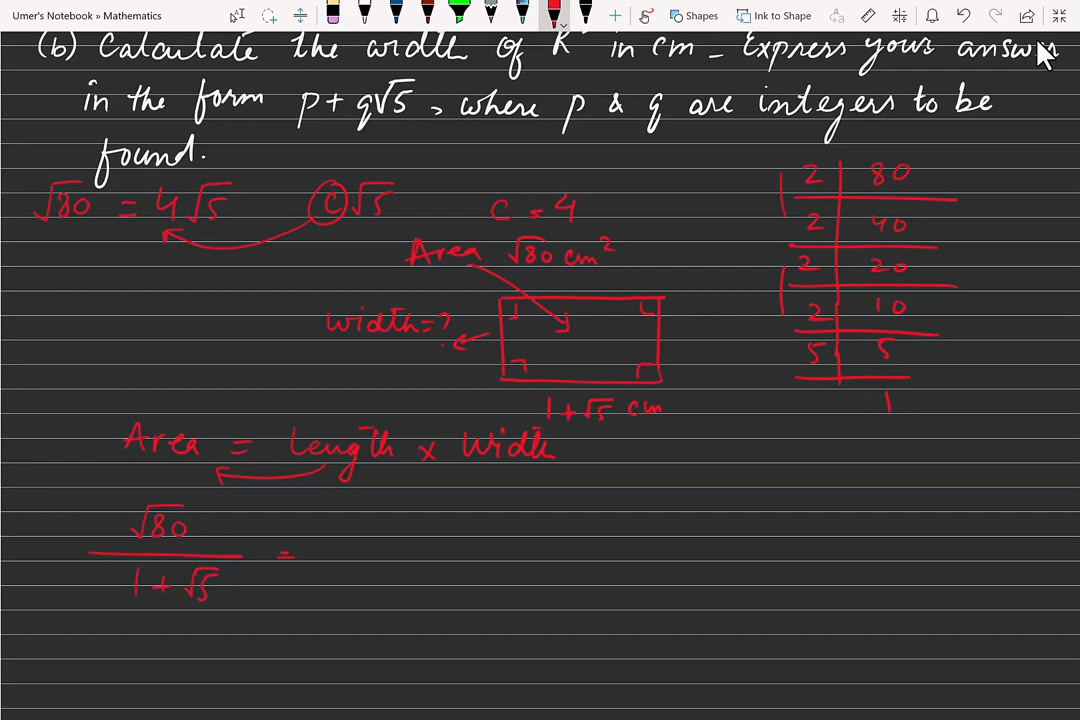 Umer's Notebook » Mathematics
Shapes
Ink to Shape
(b) Calculate the width of R in cm - Express your answer
in the form p + q√5, where p & q are integers to be
found.
√80 = 4√5 c√5 c = 4
Area √80 cm²
width = ?
1 + √5 cm
2 | 80
2 | 40
2 | 20
2 | 10
5 | 5
1
Area = Length × Width
√80
1 + √5 =